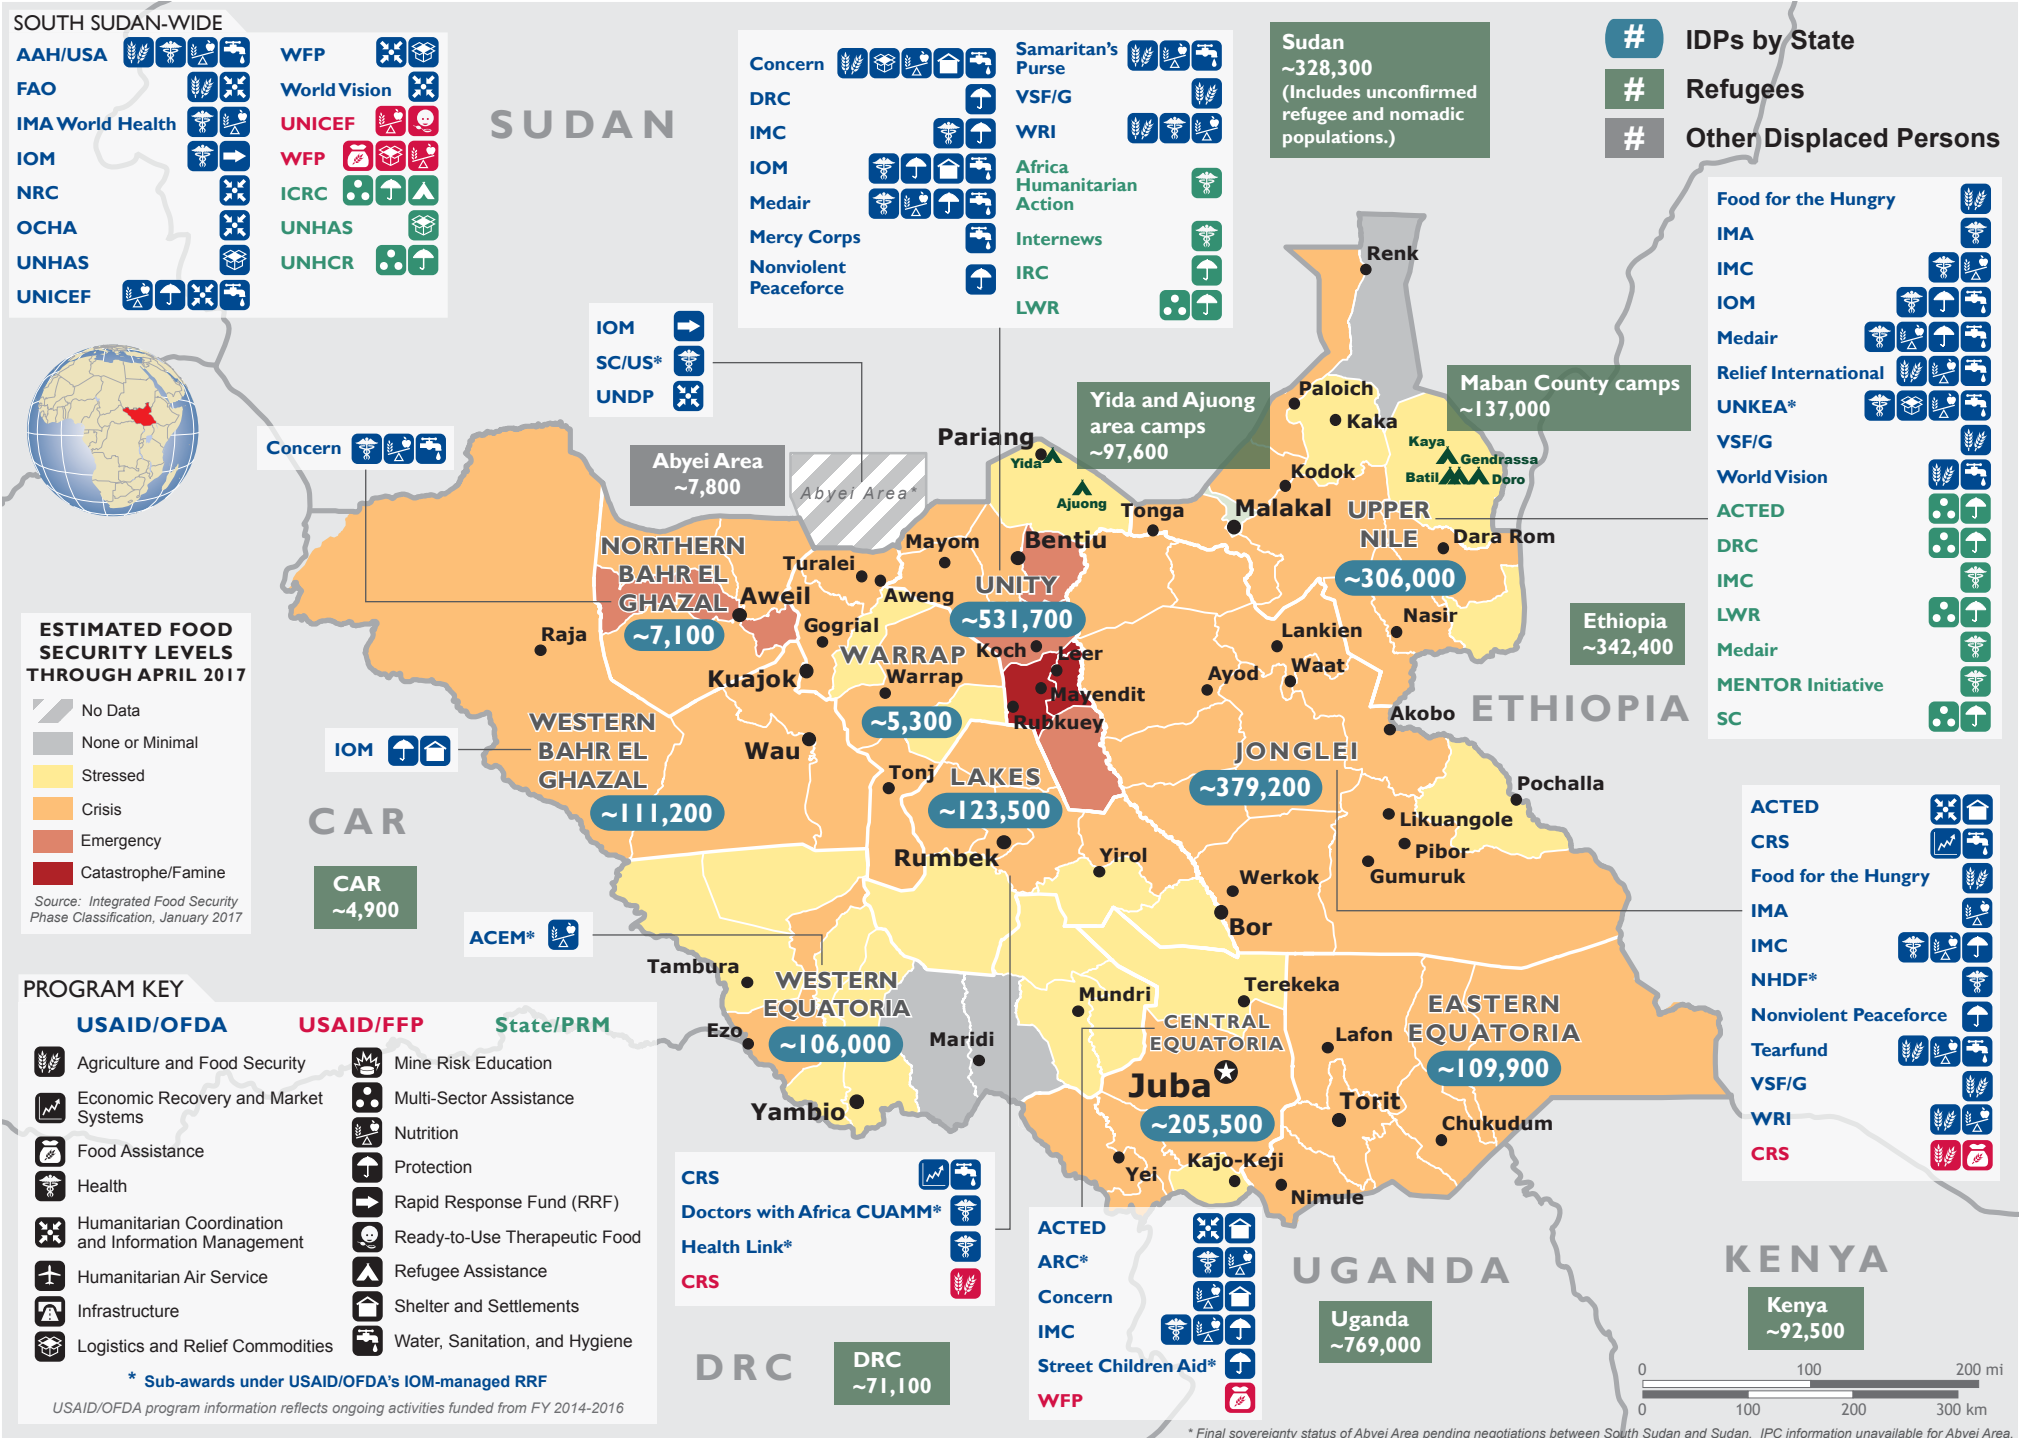 SOUTH SUDAN-WIDE
AAH/USA
FAO
IMA World Health
IOM
NRC
OCHA
UNHAS
UNICEF
WFP
World Vision
UNICEF
WFP
ICRC
UNHAS
UNHCR
SUDAN
Concern
DRC
IMC
IOM
Medair
Mercy Corps
Nonviolent
Peaceforce
Samaritan's
Purse
VSF/G
WRI
Africa
Humanitarian
Action
Internews
IRC
LWR
Sudan
~328,300
(Includes unconfirmed
refugee and nomadic
populations.)
# IDPs by State
# Refugees
# Other Displaced Persons
Food for the Hungry
IMA
IMC
IOM
Medair
Relief International
UNKEA*
VSF/G
World Vision
ACTED
DRC
IMC
LWR
Medair
MENTOR Initiative
SC
IOM
SC/US*
UNDP
Concern
Abyei Area
~7,800
Abyei Area*
Yida and Ajuong
area camps
~97,600
Maban County camps
~137,000
Renk
Paloich
Kaka
Kaya
Gendrassa
Batil
Doro
Pariang
Yida
Ajuong
Kodok
Tonga
Malakal
UPPER
NILE
~306,000
Dara Rom
Nasir
NORTHERN
BAHR EL
GHAZAL
~7,100
Aweil
Turalei
Mayom
Aweng
Bentiu
UNITY
~531,700
Gogrial
Koch
Leer
Mayendit
Rubkuey
Raja
Kuajok
WARRAP
Warrap
~5,300
Lankien
Waat
Ayod
Akobo
Ethiopia
~342,400
ETHIOPIA
ESTIMATED FOOD
SECURITY LEVELS
THROUGH APRIL 2017
No Data
None or Minimal
Stressed
Crisis
Emergency
Catastrophe/Famine
Source: Integrated Food Security
Phase Classification, January 2017
WESTERN
BAHR EL
GHAZAL
~111,200
IOM
Wau
Tonj
LAKES
~123,500
Rumbek
Yirol
JONGLEI
~379,200
Pochalla
Likuangole
Pibor
Gumuruk
Werkok
Bor
CAR
CAR
~4,900
ACEM*
ACTED
CRS
Food for the Hungry
IMA
IMC
NHDF*
Nonviolent Peaceforce
Tearfund
VSF/G
WRI
CRS
Tambura
WESTERN
EQUATORIA
~106,000
Ezo
Yambio
Maridi
Mundri
Terekeka
CENTRAL
EQUATORIA
Juba
~205,500
Yei
Kajo-Keji
Nimule
EASTERN
EQUATORIA
~109,900
Lafon
Torit
Chukudum
PROGRAM KEY
USAID/OFDA
USAID/FFP
State/PRM
Agriculture and Food Security
Economic Recovery and Market
Systems
Food Assistance
Health
Humanitarian Coordination
and Information Management
Humanitarian Air Service
Infrastructure
Logistics and Relief Commodities
Mine Risk Education
Multi-Sector Assistance
Nutrition
Protection
Rapid Response Fund (RRF)
Ready-to-Use Therapeutic Food
Refugee Assistance
Shelter and Settlements
Water, Sanitation, and Hygiene
* Sub-awards under USAID/OFDA's IOM-managed RRF
USAID/OFDA program information reflects ongoing activities funded from FY 2014-2016
CRS
Doctors with Africa CUAMM*
Health Link*
CRS
DRC
DRC
~71,100
ACTED
ARC*
Concern
IMC
Street Children Aid*
WFP
UGANDA
Uganda
~769,000
KENYA
Kenya
~92,500
0 100 200 mi
0 100 200 300 km
* Final sovereignty status of Abyei Area pending negotiations between South Sudan and Sudan. IPC information unavailable for Abyei Area.